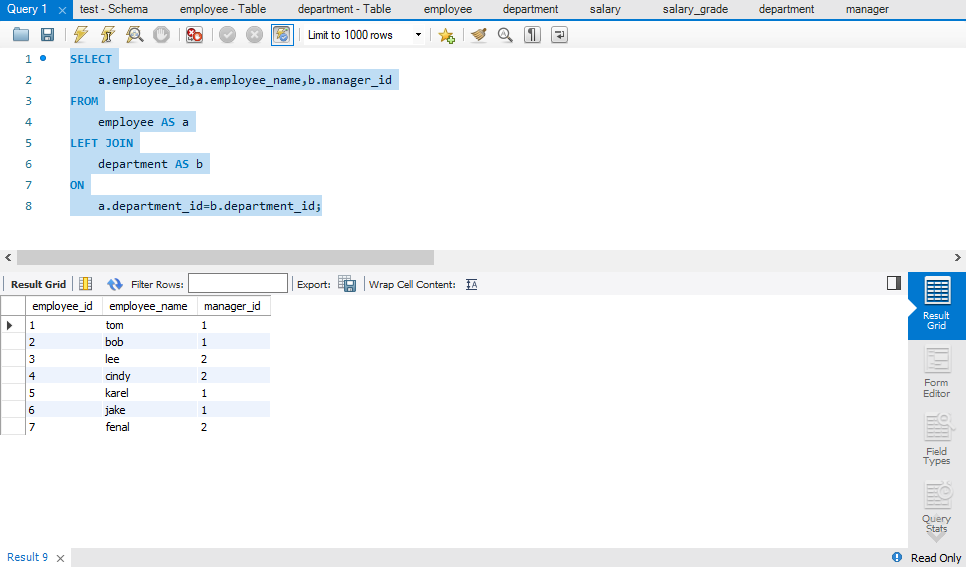 Query 1 test - Schema employee - Table department - Table employee department salary salary_grade department manager
Limit to 1000 rows
1 SELECT
2 a.employee_id,a.employee_name,b.manager_id
3 FROM
4 employee AS a
5 LEFT JOIN
6 department AS b
7 ON
8 a.department_id=b.department_id;
Result Grid Filter Rows: Export: Wrap Cell Content:
employee_id employee_name manager_id
1 tom 1
2 bob 1
3 lee 2
4 cindy 2
5 karel 1
6 jake 1
7 fenal 2
Result
Grid
Form
Editor
Field
Types
Query
Stats
Result 9 Read Only